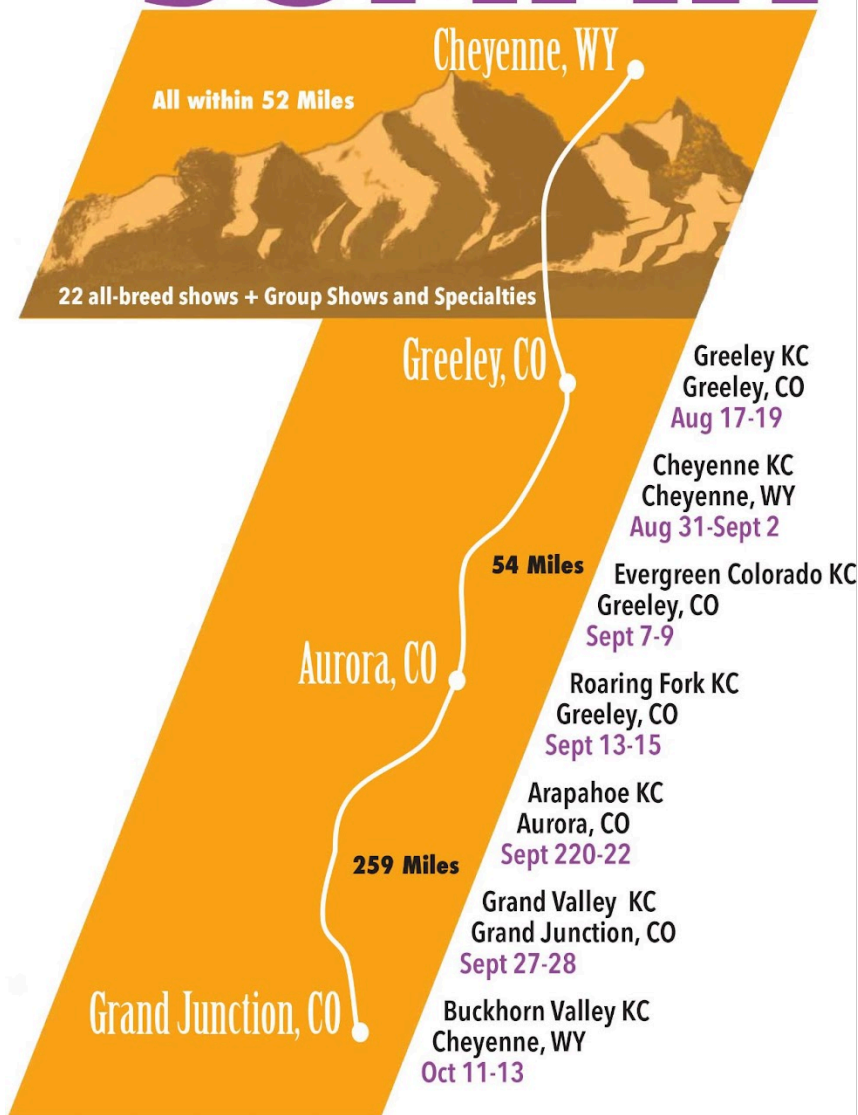 Cheyenne, WY
All within 52 Miles
22 all-breed shows + Group Shows and Specialties
Greeley, CO
54 Miles
Aurora, CO
259 Miles
Grand Junction, CO
Greeley KC
Greeley, CO
Aug 17-19
Cheyenne KC
Cheyenne, WY
Aug 31-Sept 2
Evergreen Colorado KC
Greeley, CO
Sept 7-9
Roaring Fork KC
Greeley, CO
Sept 13-15
Arapahoe KC
Aurora, CO
Sept 220-22
Grand Valley  KC
Grand Junction, CO
Sept 27-28
Buckhorn Valley KC
Cheyenne, WY
Oct 11-13